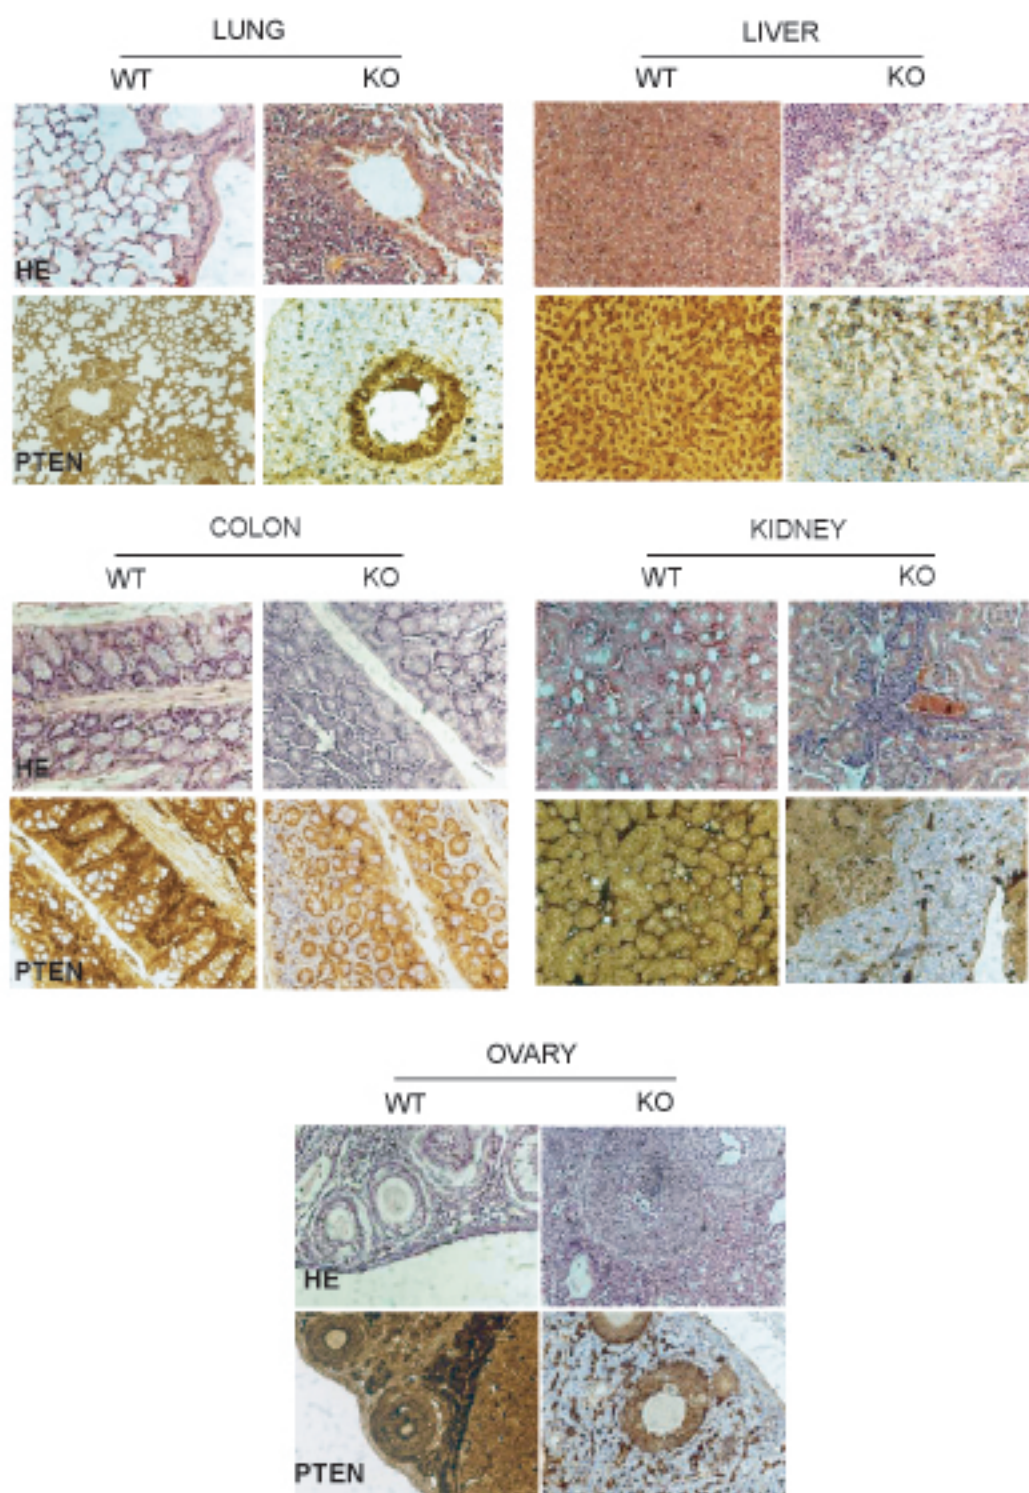 LUNG
LIVER
WT
KO
WT
KO
HE
PTEN
COLON
KIDNEY
WT
KO
WT
KO
HE
PTEN
OVARY
WT
KO
HE
PTEN